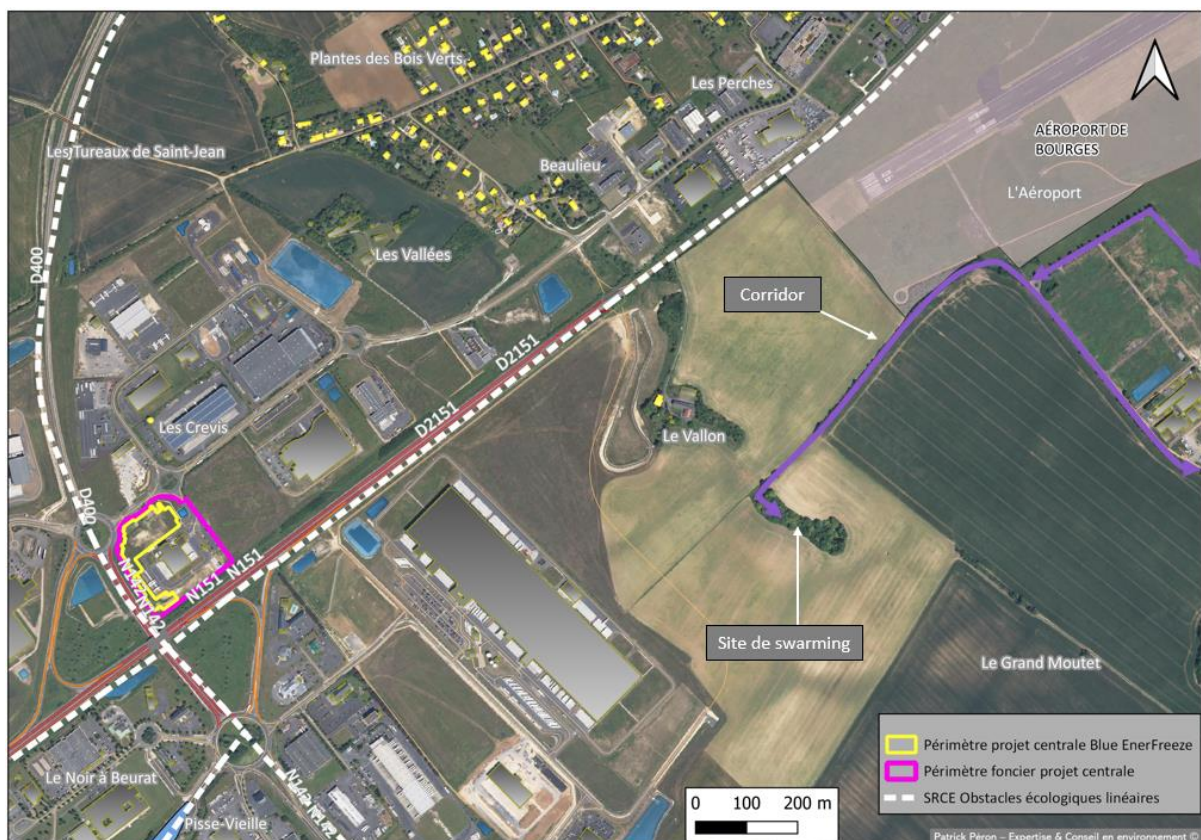 Plantes des Bois Verts
Les Perches
AÉROPORT DE
BOURGES
Les Tureaux de Saint-Jean
Beaulieu
L'Aéroport
Les Vallées
D400
Corridor
D2151
D2151
Les Crevis
Le Vallon
D400
N151
N151
N142
N142
Site de swarming
Le Grand Moutet
Périmètre projet centrale Blue EnerFreeze
Périmètre foncier projet centrale
SRCE Obstacles écologiques linéaires
Le Noir à Beurat
N142
Pisse-Vieille
0 100 200 m
Patrick Péron – Expertise & Conseil en environnement ©